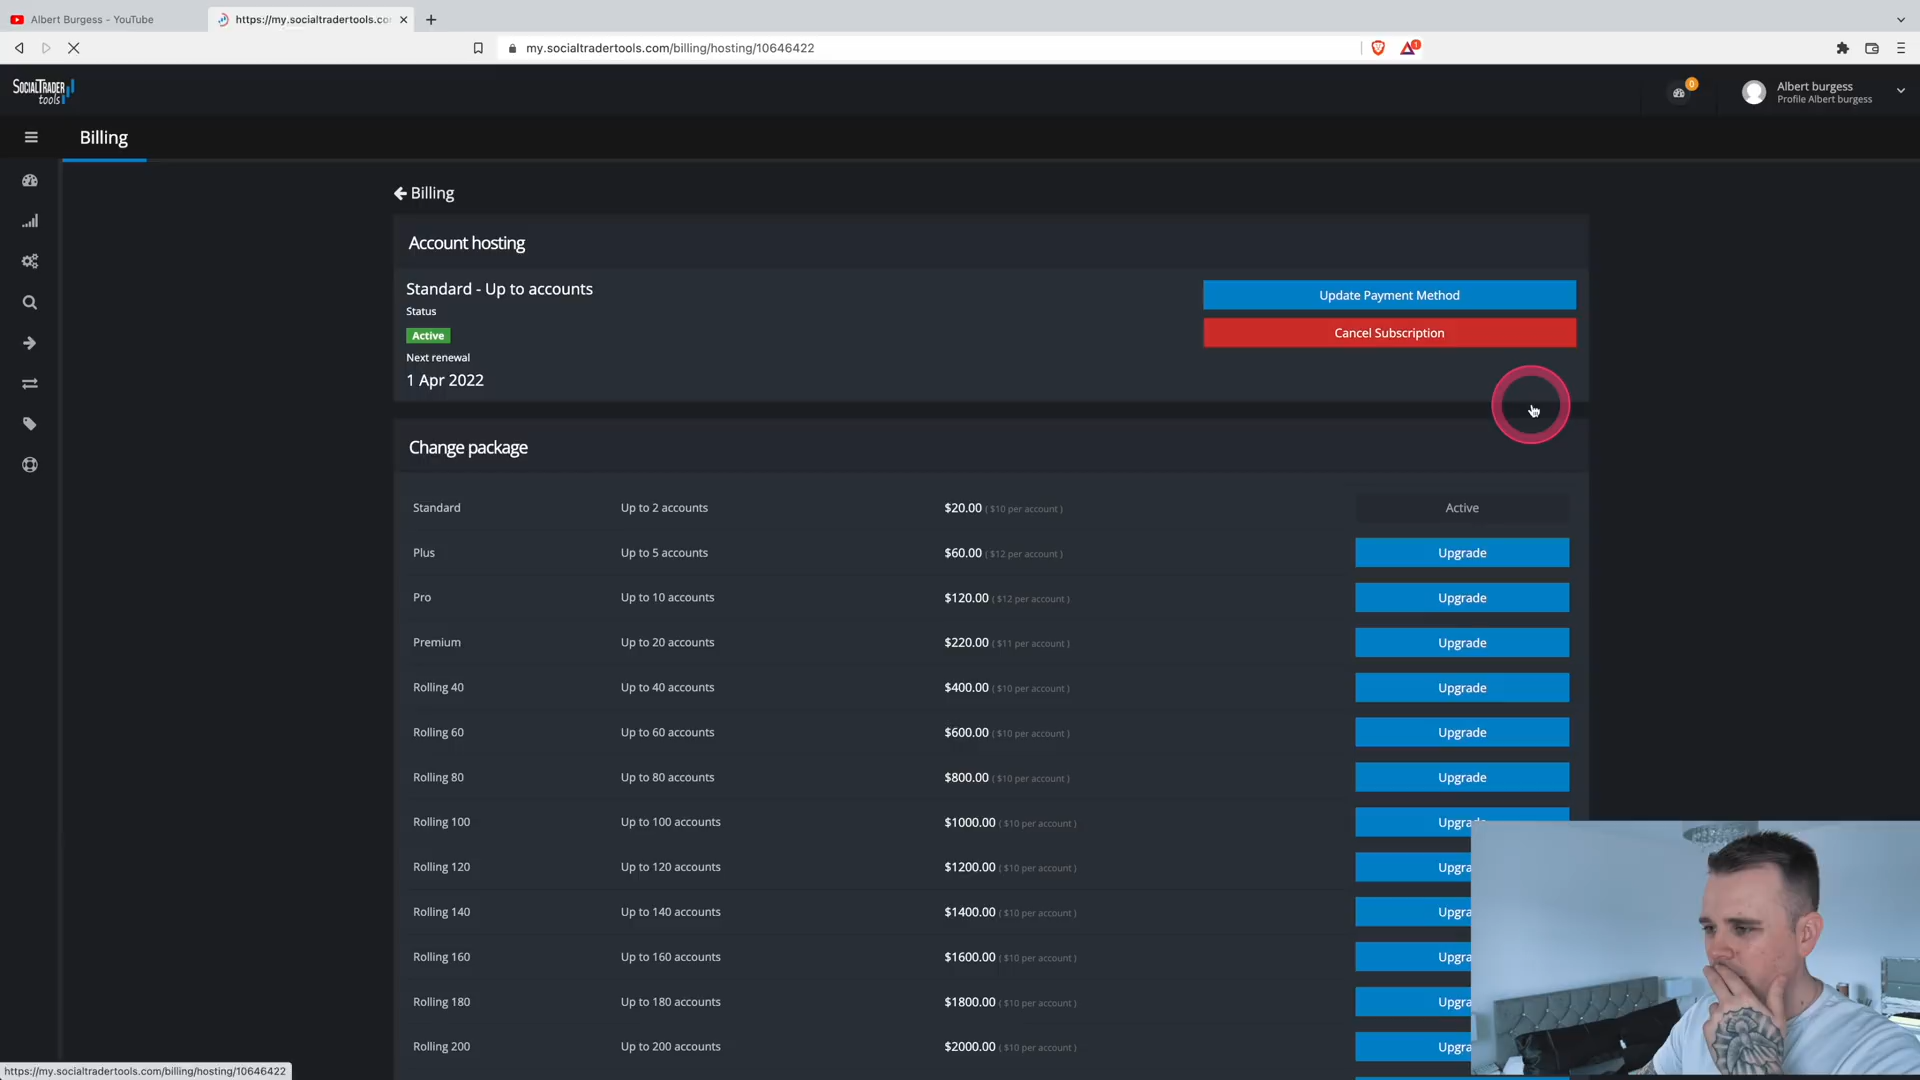 Albert Burgess - YouTube
https://my.socialtradertools.co
my.socialtradertools.com/billing/hosting/10646422
1
SOCIALTRADER
tools
0
Albert burgess
Profile Albert burgess
Billing
Billing
Account hosting
Standard - Up to accounts
Status
Active
Next renewal
1 Apr 2022
Update Payment Method
Cancel Subscription
Change package
Standard Up to 2 accounts $20.00 ( $10 per account ) Active
Plus Up to 5 accounts $60.00 ( $12 per account ) Upgrade
Pro Up to 10 accounts $120.00 ( $12 per account ) Upgrade
Premium Up to 20 accounts $220.00 ( $11 per account ) Upgrade
Rolling 40 Up to 40 accounts $400.00 ( $10 per account ) Upgrade
Rolling 60 Up to 60 accounts $600.00 ( $10 per account ) Upgrade
Rolling 80 Up to 80 accounts $800.00 ( $10 per account ) Upgrade
Rolling 100 Up to 100 accounts $1000.00 ( $10 per account ) Upgrade
Rolling 120 Up to 120 accounts $1200.00 ( $10 per account ) Upgra
Rolling 140 Up to 140 accounts $1400.00 ( $10 per account ) Upgra
Rolling 160 Up to 160 accounts $1600.00 ( $10 per account ) Upgra
Rolling 180 Up to 180 accounts $1800.00 ( $10 per account ) Upgra
Rolling 200 Up to 200 accounts $2000.00 ( $10 per account ) Upgra
https://my.socialtradertools.com/billing/hosting/10646422